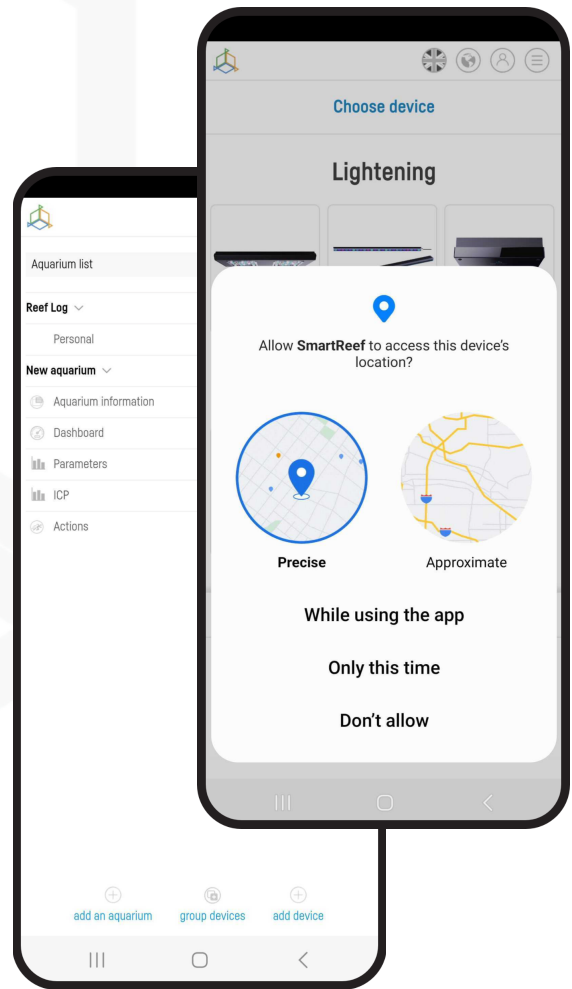 Aquarium list
Reef Log
Personal
New aquarium
Aquarium information
Dashboard
Parameters
ICP
Actions
add an aquarium
group devices
add device
Choose device
Lightening
Allow SmartReef to access this device's
location?
Precise
Approximate
While using the app
Only this time
Don't allow